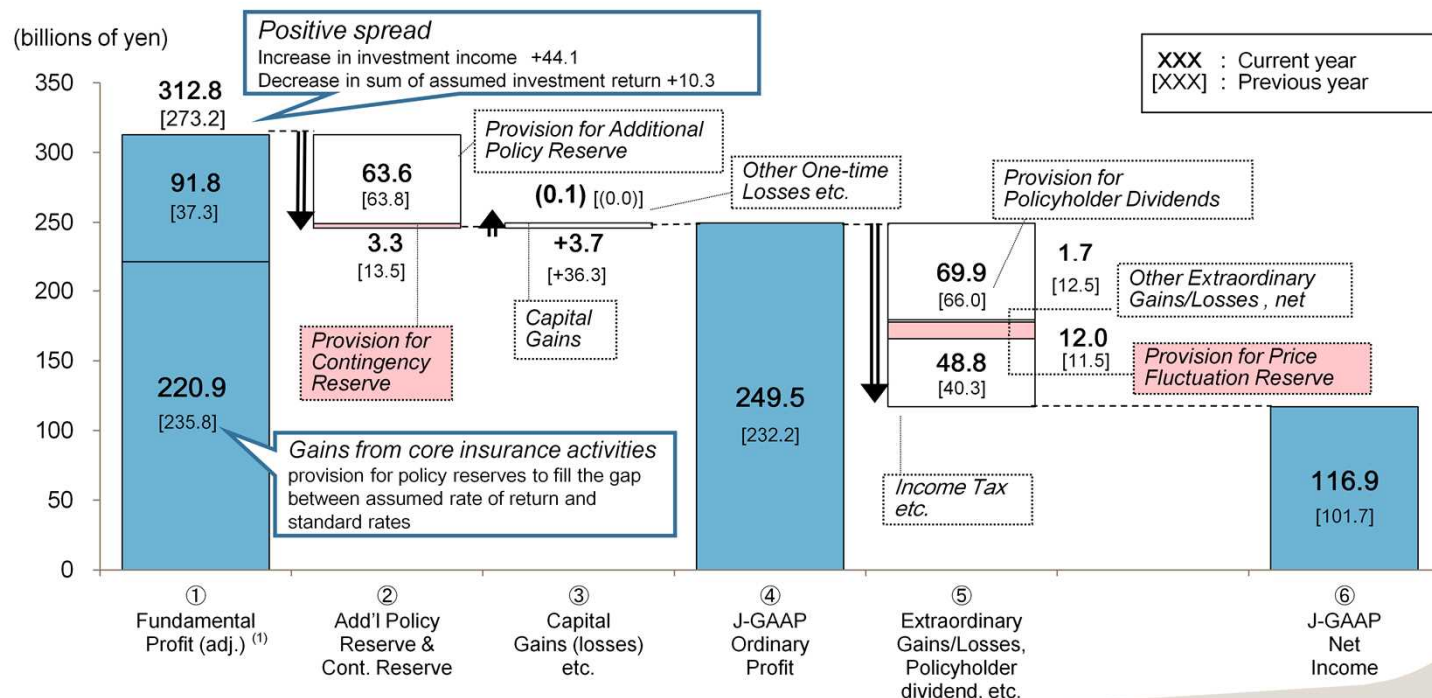 (billions of yen)
Positive spread
Increase in investment income +44.1
Decrease in sum of assumed investment return +10.3
XXX : Current year
[XXX] : Previous year
350
300
250
200
150
100
50
0
312.8
[273.2]
91.8
[37.3]
220.9
[235.8]
Gains from core insurance activities
provision for policy reserves to fill the gap
between assumed rate of return and
standard rates
63.6
[63.8]
3.3
[13.5]
Provision for Additional
Policy Reserve
Provision for
Contingency
Reserve
(0.1) [(0.0)]
+3.7
[+36.3]
Capital
Gains
Other One-time
Losses etc.
249.5
[232.2]
Provision for
Policyholder Dividends
69.9
[66.0]
1.7
[12.5]
Other Extraordinary
Gains/Losses , net
12.0
[11.5]
Provision for Price
Fluctuation Reserve
48.8
[40.3]
Income Tax
etc.
116.9
[101.7]
①
Fundamental
Profit (adj.) (1)
②
Add'l Policy
Reserve &
Cont. Reserve
③
Capital
Gains (losses)
etc.
④
J-GAAP
Ordinary
Profit
⑤
Extraordinary
Gains/Losses,
Policyholder
dividend, etc.
⑥
J-GAAP
Net
Income